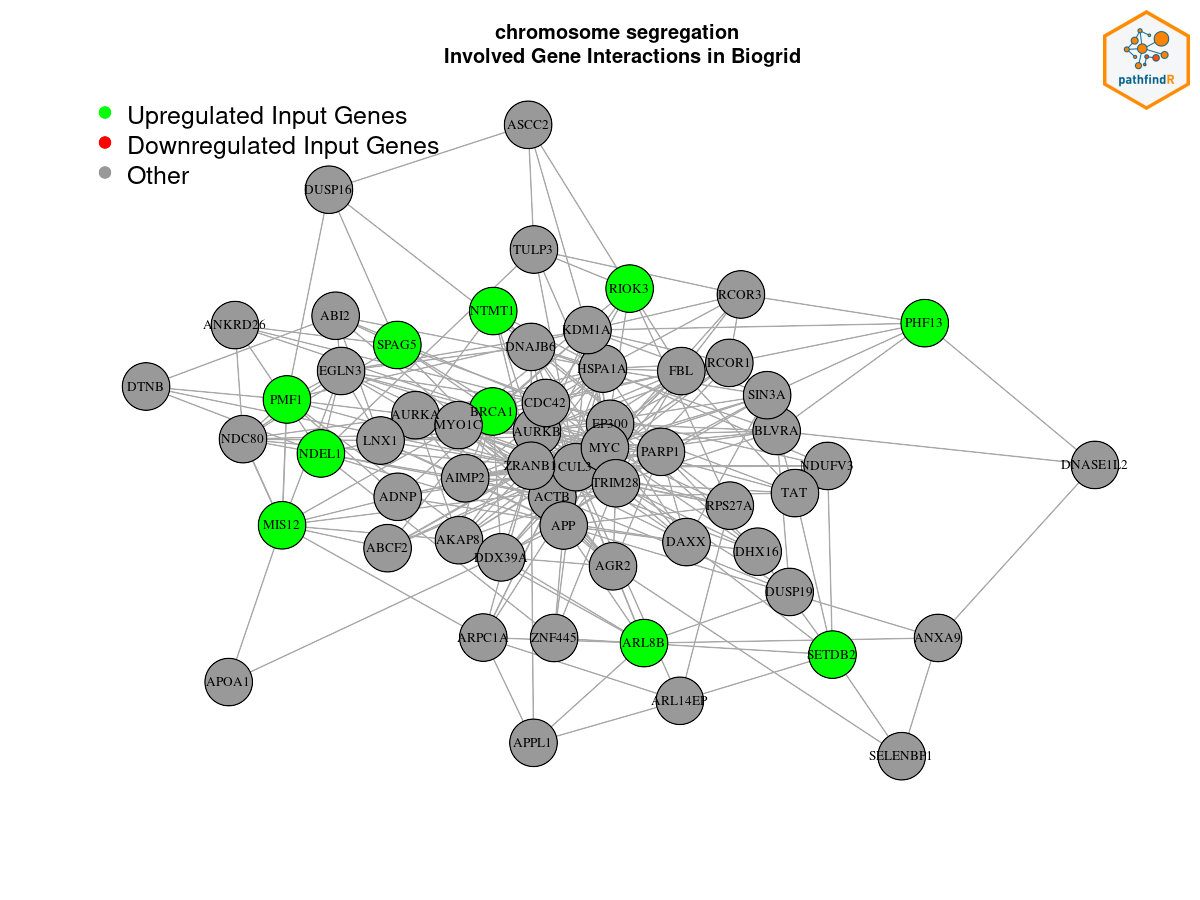 chromosome segregation
Involved Gene Interactions in Biogrid
pathfindR
Upregulated Input Genes
Downregulated Input Genes
Other
ASCC2
DUSP16
TULP3
RIOK3
RCOR3
NTMT1
ABI2
ANKRD26
KDM1A
PHF13
SPAG5
DNAJB6
EGLN3
HSPA1A
FBL
RCOR1
DTNB
SIN3A
PMF1
CDC42
BRCA1
AURKA
MYO1C
EP300
AURKB
BLVRA
NDC80
LNX1
MYC
PARP1
NDEL1
ZRANB1
CUL3
NDUFV3
DNASE1L2
AIMP2
TRIM28
TAT
ADNP
ACTB
RPS27A
MIS12
APP
ABCF2
AKAP8
DAXX
DHX16
DDX39A
AGR2
DUSP19
ARPC1A
ZNF445
ARL8B
ANXA9
SETDB2
APOA1
ARL14EP
APPL1
SELENBP1